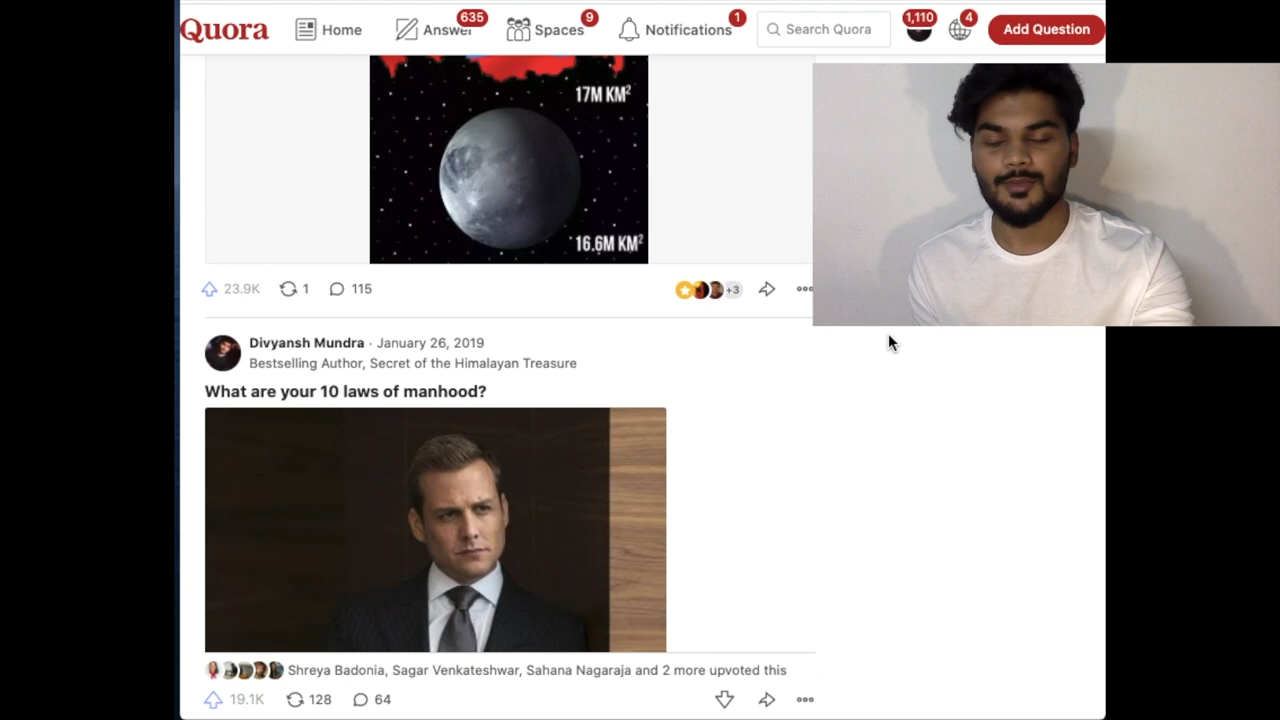 Quora Home Answer 635 Spaces 9 Notifications 1 Search Quora 1,110 4 Add Question
17M KM²
16.6M KM²
23.9K 1 115 +3
Divyansh Mundra · January 26, 2019
Bestselling Author, Secret of the Himalayan Treasure
What are your 10 laws of manhood?
Shreya Badonia, Sagar Venkateshwar, Sahana Nagaraja and 2 more upvoted this
19.1K 128 64